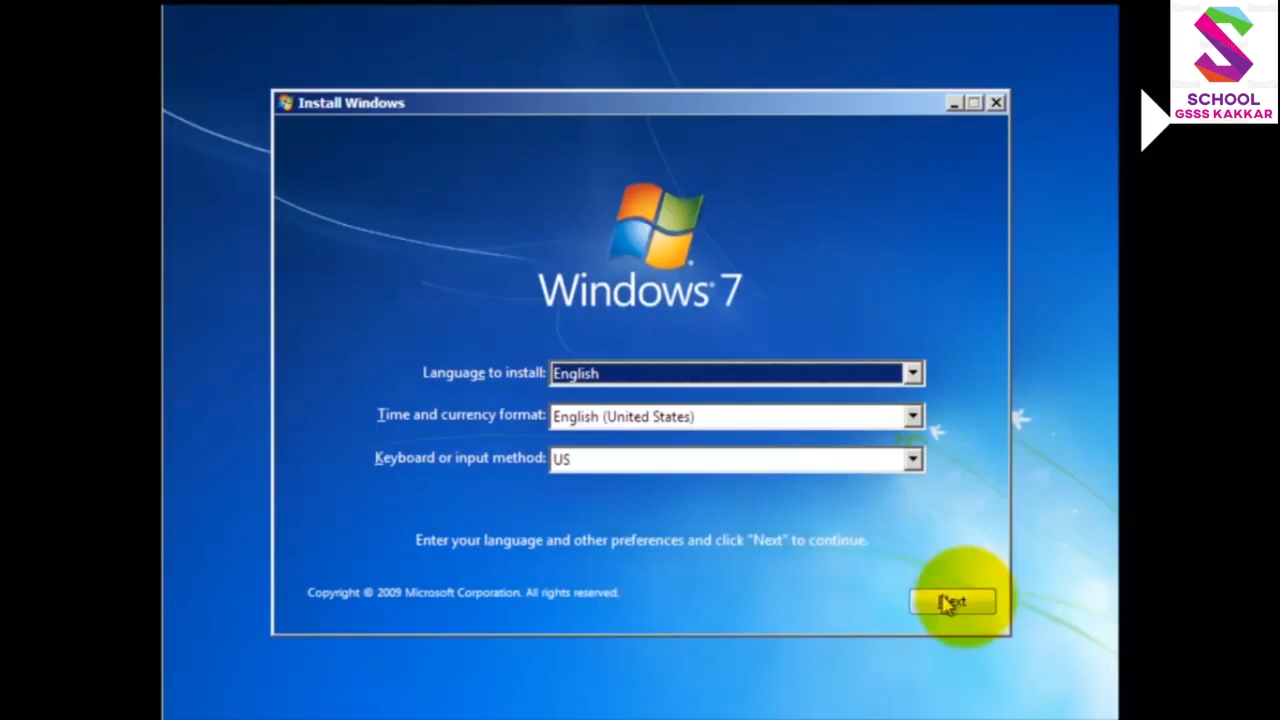 SCHOOL
GSSS KAKKAR
Install Windows
Windows 7
Language to install: English
Time and currency format: English (United States)
Keyboard or input method: US
Enter your language and other preferences and click "Next" to continue.
Copyright © 2009 Microsoft Corporation. All rights reserved.
Next